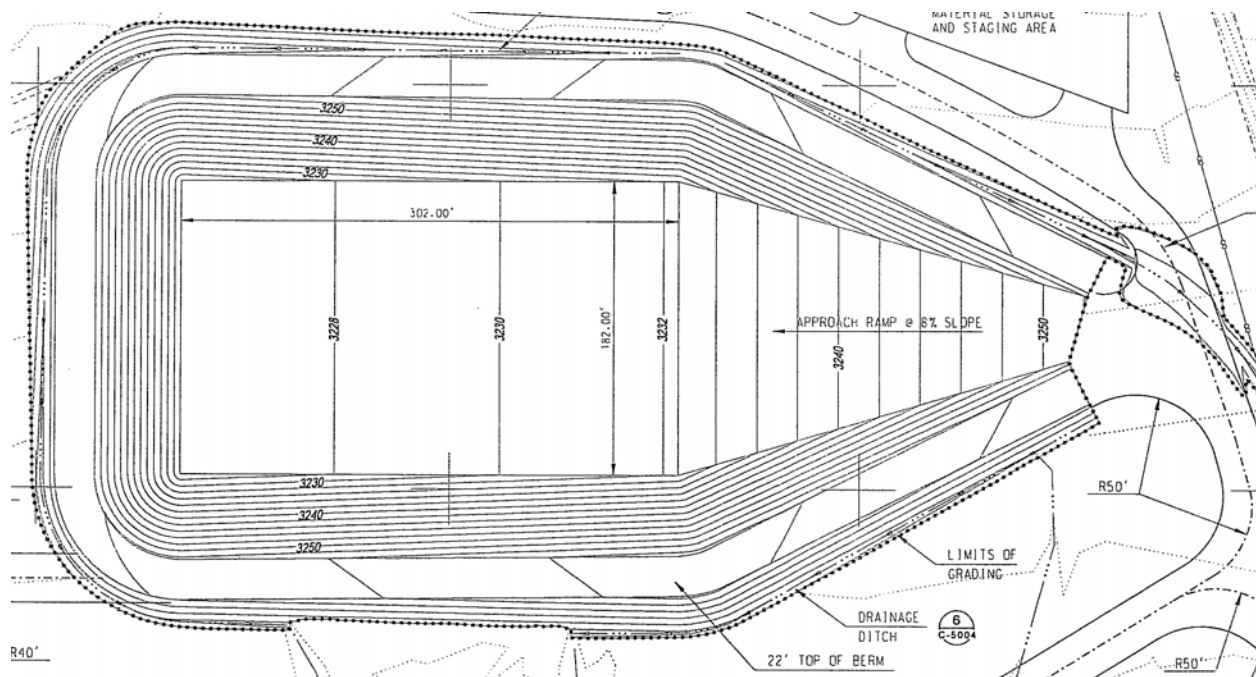 MATERIAL STORAGE
AND STAGING AREA
3250
3240
3230
302.00'
182.00'
3228
3230
3232
APPROACH RAMP @ 6% SLOPE
3240
3250
3230
3240
3250
R50'
LIMITS OF
GRADING
DRAINAGE
DITCH
6
C-5004
22' TOP OF BERM
R40'
R50'